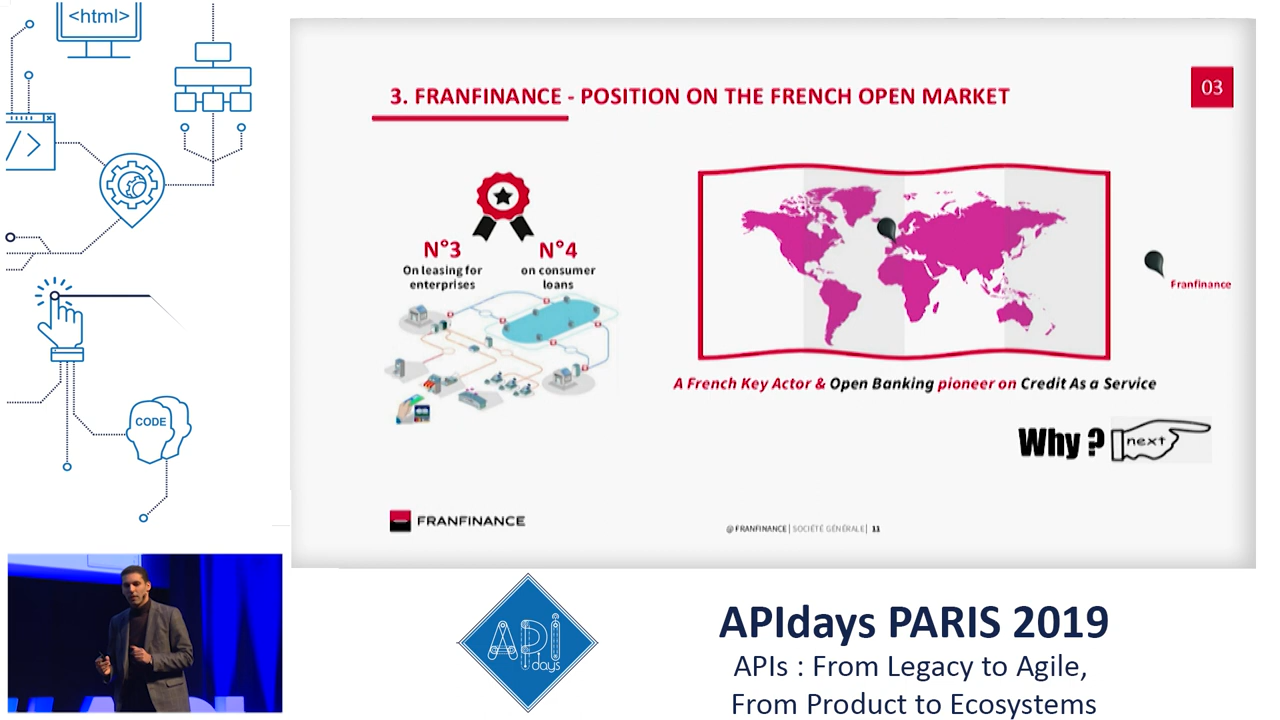 <html>
</>
CODE
3. FRANFINANCE - POSITION ON THE FRENCH OPEN MARKET
03
N°3
On leasing for
enterprises
N°4
on consumer
loans
Franfinance
A French Key Actor & Open Banking pioneer on Credit As a Service
Why ?
next
FRANFINANCE
@ FRANFINANCE | SOCIÉTÉ GÉNÉRALE | 11
API
days
APIdays PARIS 2019
APIs : From Legacy to Agile,
From Product to Ecosystems